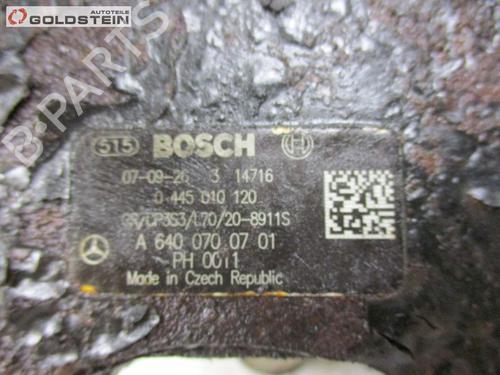 AUTOTEILE
GOLDSTEIN
B-PARTS
515 BOSCH
07-09-26 3 14716
0 445 010 120
CR/CP3S3/L70/20-8911S
A 640 070 07 01
PH 0011
Made in Czech Republic